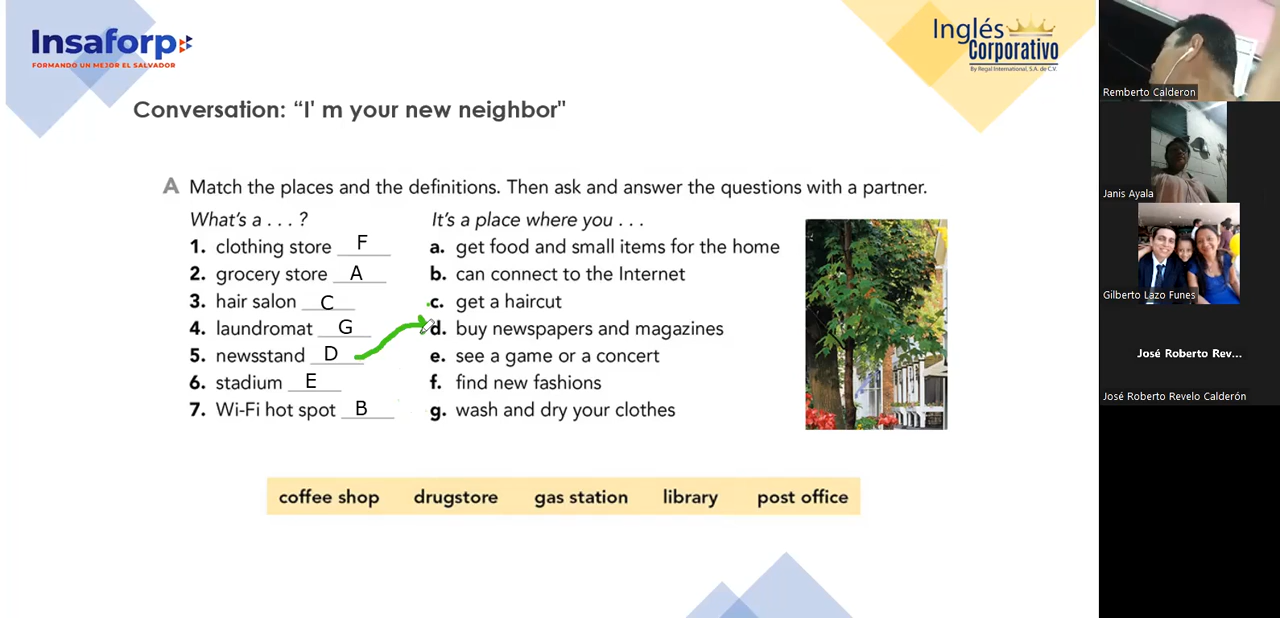 Insaforp
FORMANDO UN MEJOR EL SALVADOR
Inglés
Corporativo
By Regal International, S.A. de C.V.
Conversation: “I' m your new neighbor"
A Match the places and the definitions. Then ask and answer the questions with a partner.
What's a . . . ?
1. clothing store F
2. grocery store A
3. hair salon C
4. laundromat G
5. newsstand D
6. stadium E
7. Wi-Fi hot spot B
It's a place where you . . .
a. get food and small items for the home
b. can connect to the Internet
c. get a haircut
d. buy newspapers and magazines
e. see a game or a concert
f. find new fashions
g. wash and dry your clothes
coffee shop drugstore gas station library post office
Remberto Calderon
Janis Ayala
Gilberto Lazo Funes
José Roberto Rev...
José Roberto Revelo Calderón